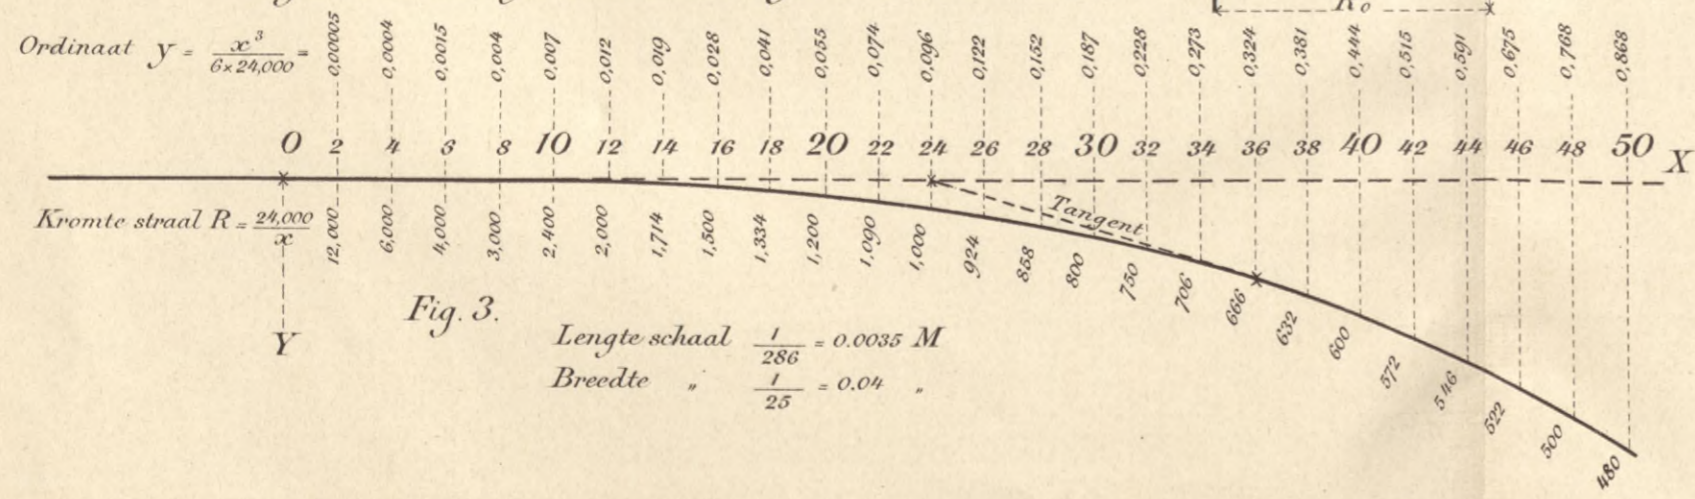 R₀
Ordinaat y = x³ / 6×24,000 = 0,0005 0,0004 0,0015 0,004 0,007 0,012 0,019 0,028 0,041 0,055 0,074 0,096 0,122 0,152 0,187 0,228 0,273 0,324 0,381 0,444 0,515 0,591 0,675 0,768 0,868
0 2 4 6 8 10 12 14 16 18 20 22 24 26 28 30 32 34 36 38 40 42 44 46 48 50 X
Kromte straal R = 24,000 / x 12,000 6,000 4,000 3,000 2,400 2,000 1,714 1,500 1,334 1,200 1,090 1,000 924 858 800 750 706 666 632 600 572 546 522 500 480
Tangent
Fig. 3.
Y
Lengte schaal 1/286 = 0.0035 M
Breedte „ 1/25 = 0.04 „